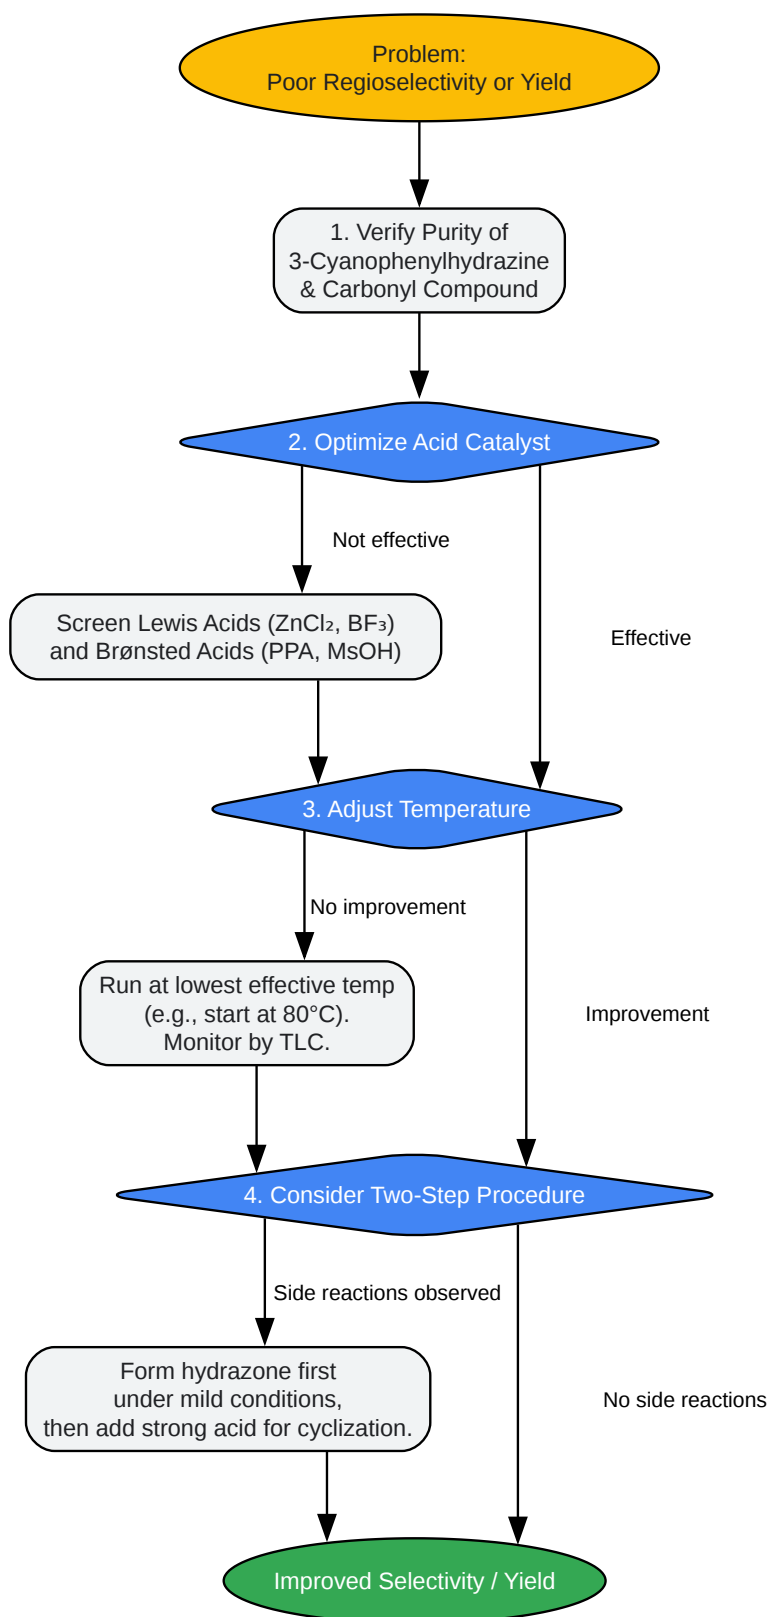 Problem:
Poor Regioselectivity or Yield
1. Verify Purity of
3-Cyanophenylhydrazine
& Carbonyl Compound
2. Optimize Acid Catalyst
Not effective
Screen Lewis Acids (ZnCl₂, BF₃)
and Brønsted Acids (PPA, MsOH)
Effective
3. Adjust Temperature
No improvement
Run at lowest effective temp
(e.g., start at 80°C).
Monitor by TLC.
Improvement
4. Consider Two-Step Procedure
Side reactions observed
Form hydrazone first
under mild conditions,
then add strong acid for cyclization.
No side reactions
Improved Selectivity / Yield